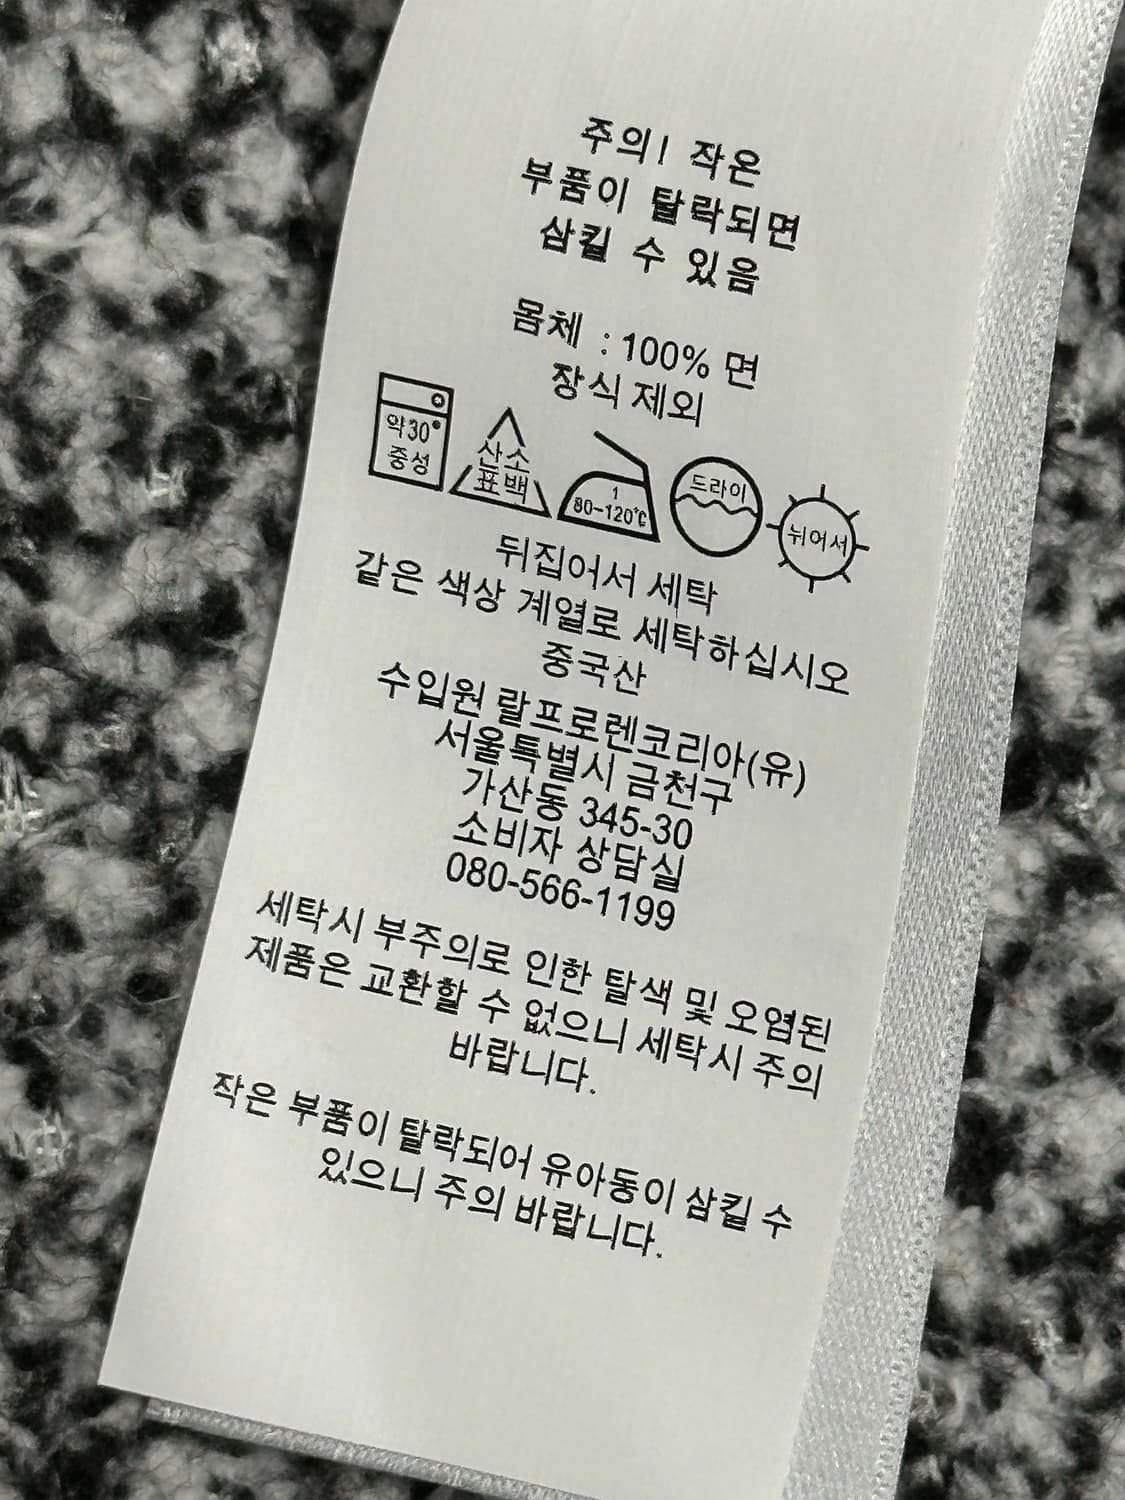 주의! 작은
부품이 탈락되면
삼킬 수 있음
몸체 : 100% 면
장식 제외
약30°
중성
산소
표백
1
80-120℃
드라이
뉘어서
뒤집어서 세탁
같은 색상 계열로 세탁하십시오
중국산
수입원 랄프로렌코리아(유)
서울특별시 금천구
가산동 345-30
소비자 상담실
080-566-1199
세탁시 부주의로 인한 탈색 및 오염된
제품은 교환할 수 없으니 세탁시 주의
바랍니다.
작은 부품이 탈락되어 유아동이 삼킬 수
있으니 주의 바랍니다.